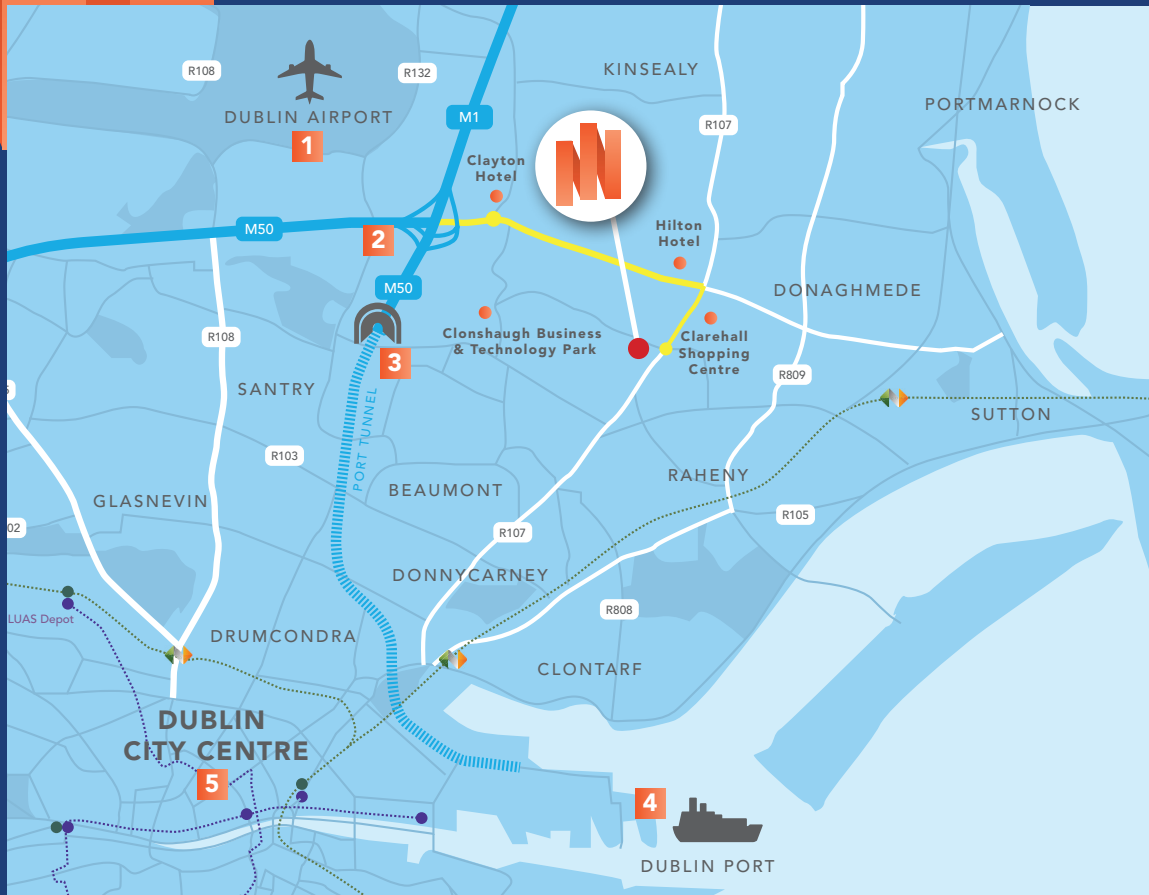 KINSEALY
R108
R132
PORTMARNOCK
DUBLIN AIRPORT
M1
R107
1
Clayton
Hotel
M50
2
Hilton
Hotel
M50
DONAGHMEDE
Clonshaugh Business
& Technology Park
R108
Clarehall
Shopping
Centre
3
R809
SANTRY
PORT TUNNEL
SUTTON
R103
RAHENY
BEAUMONT
GLASNEVIN
R105
02
R107
DONNYCARNEY
R808
LUAS Depot
DRUMCONDRA
CLONTARF
DUBLIN
CITY CENTRE
5
4
DUBLIN PORT